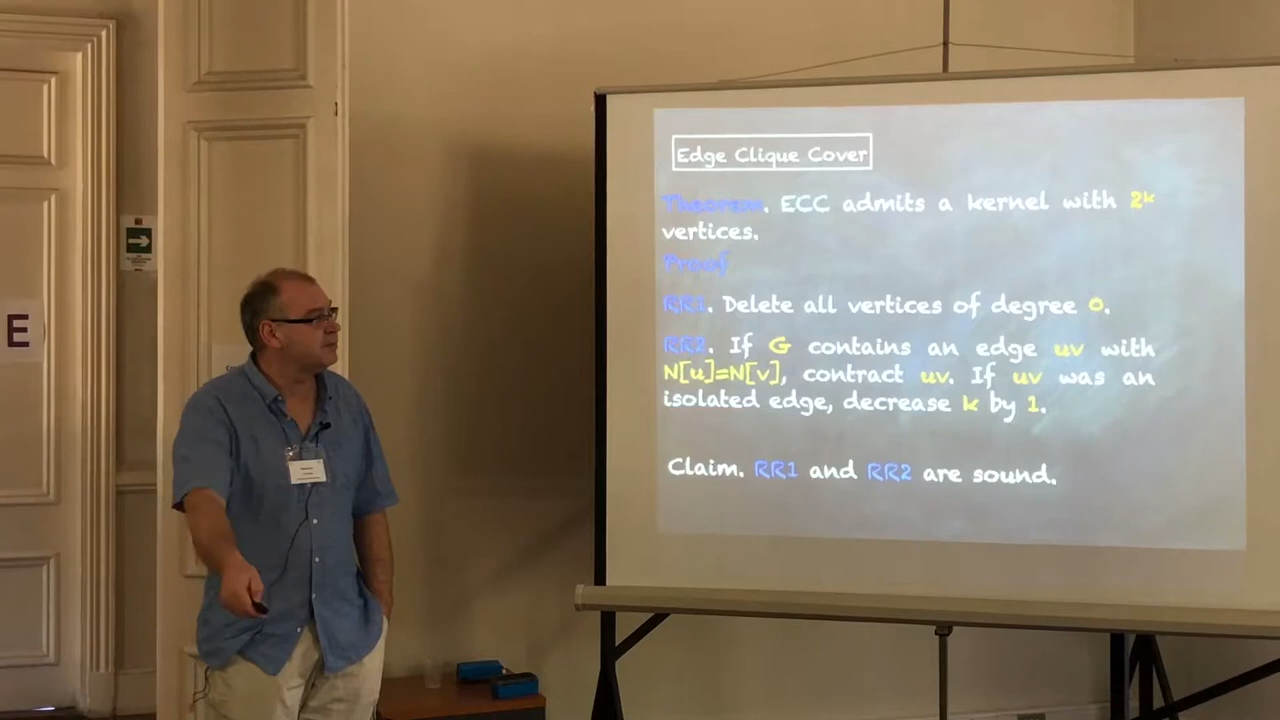 E
Edge Clique Cover
Theorem. ECC admits a kernel with 2ᵏ
vertices.
Proof
RR1. Delete all vertices of degree 0.
RR2. If G contains an edge uv with
N[u]=N[v], contract uv. If uv was an
isolated edge, decrease k by 1.
Claim. RR1 and RR2 are sound.